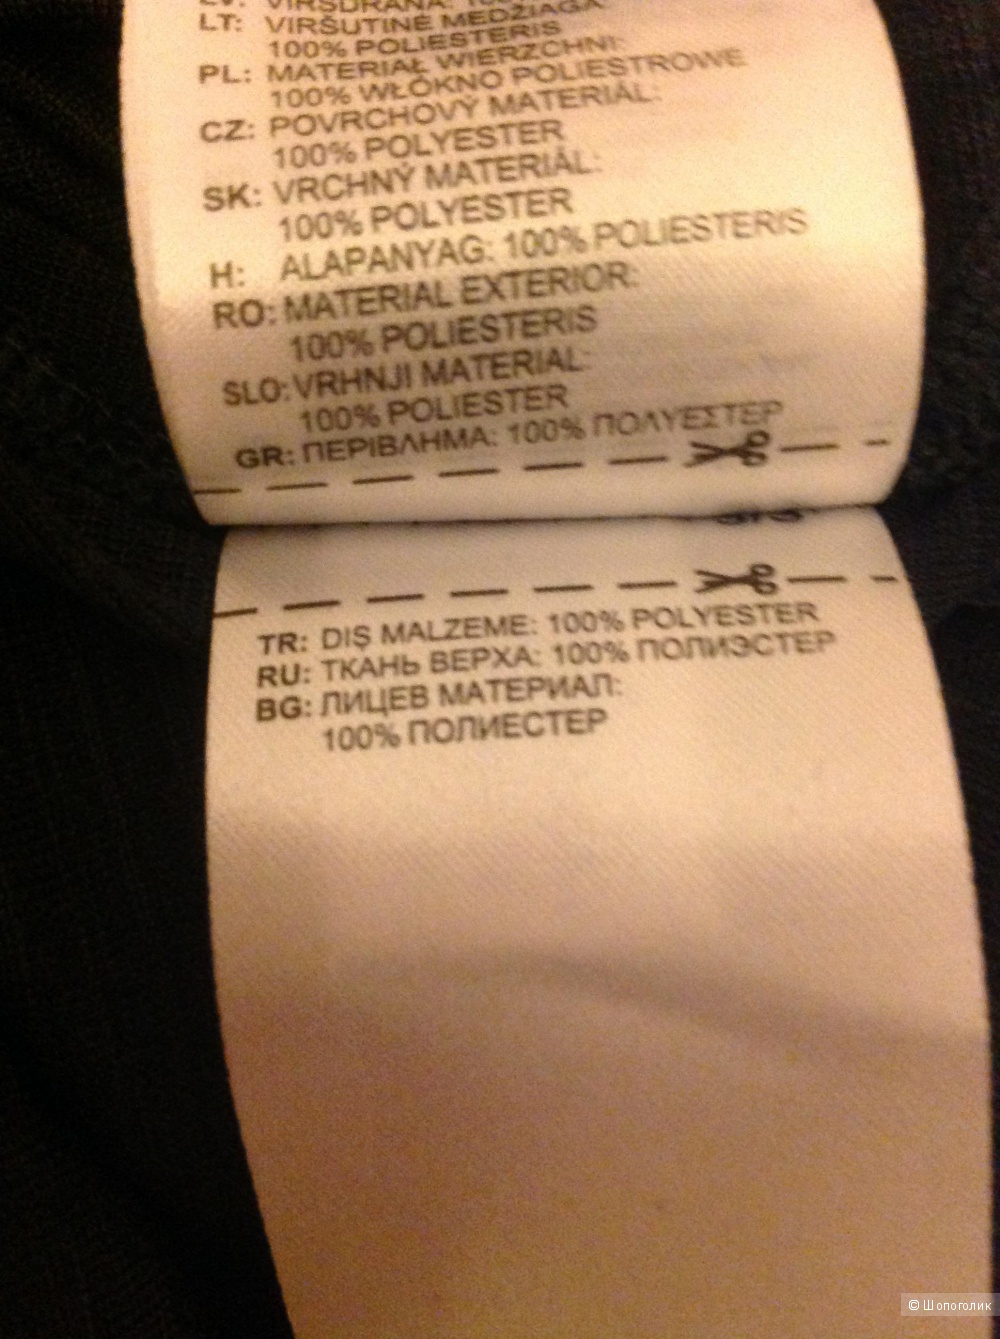 LV: VIRSDRĀNA:
LT: VIRŠUTINĖ MEDŽIAGA:
100% POLIESTERIS
PL: MATERIAŁ WIERZCHNI:
100% WŁÓKNO POLIESTROWE
CZ: POVRCHOVÝ MATERIÁL:
100% POLYESTER
SK: VRCHNÝ MATERIÁL:
100% POLYESTER
H: ALAPANYAG: 100% POLIESTERIS
RO: MATERIAL EXTERIOR:
100% POLIESTERIS
SLO: VRHNJI MATERIAL:
100% POLIESTER
GR: ΠΕΡΙΒΛΗΜΑ: 100% ΠΟΛΥΕΣΤΕΡ
TR: DIŞ MALZEME: 100% POLYESTER
RU: ТКАНЬ ВЕРХА: 100% ПОЛИЭСТЕР
BG: ЛИЦЕВ МАТЕРИАЛ:
100% ПОЛИЕСТЕР
© Шопоголик